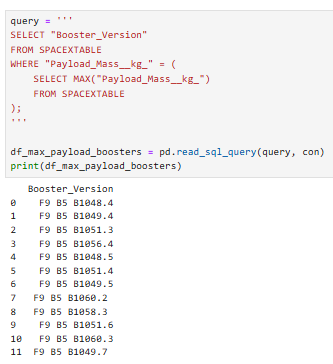 query = '''
SELECT "Booster_Version"
FROM SPACEXTABLE
WHERE "Payload_Mass__kg_" = (
    SELECT MAX("Payload_Mass__kg_")
    FROM SPACEXTABLE
);
'''
df_max_payload_boosters = pd.read_sql_query(query, con)
print(df_max_payload_boosters)
   Booster_Version
0    F9 B5 B1048.4
1    F9 B5 B1049.4
2    F9 B5 B1051.3
3    F9 B5 B1056.4
4    F9 B5 B1048.5
5    F9 B5 B1051.4
6    F9 B5 B1049.5
7   F9 B5 B1060.2
8   F9 B5 B1058.3
9    F9 B5 B1051.6
10   F9 B5 B1060.3
11  F9 B5 B1049.7